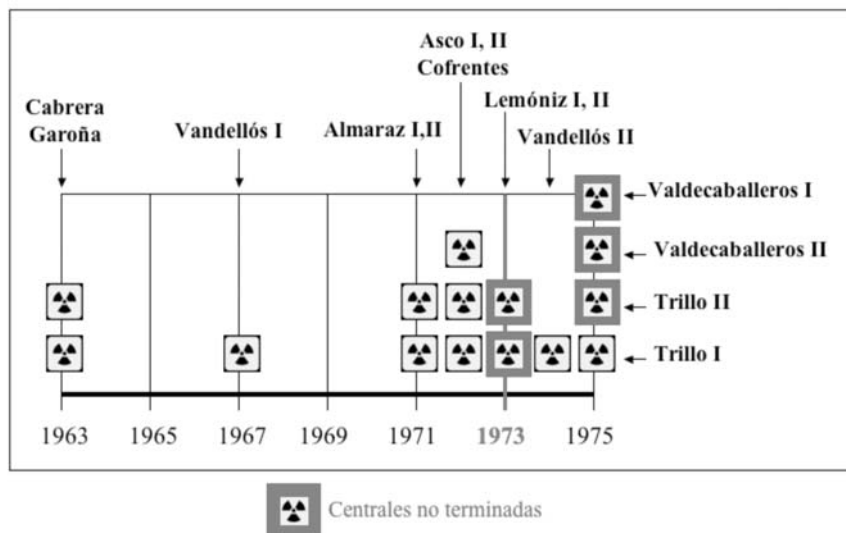 Asco I, II
Cofrentes
Cabrera
Garoña
Vandellós I
Almaraz I,II
Lemóniz I, II
Vandellós II
Valdecaballeros I
Valdecaballeros II
Trillo II
Trillo I
1963
1965
1967
1969
1971
1973
1975
Centrales no terminadas